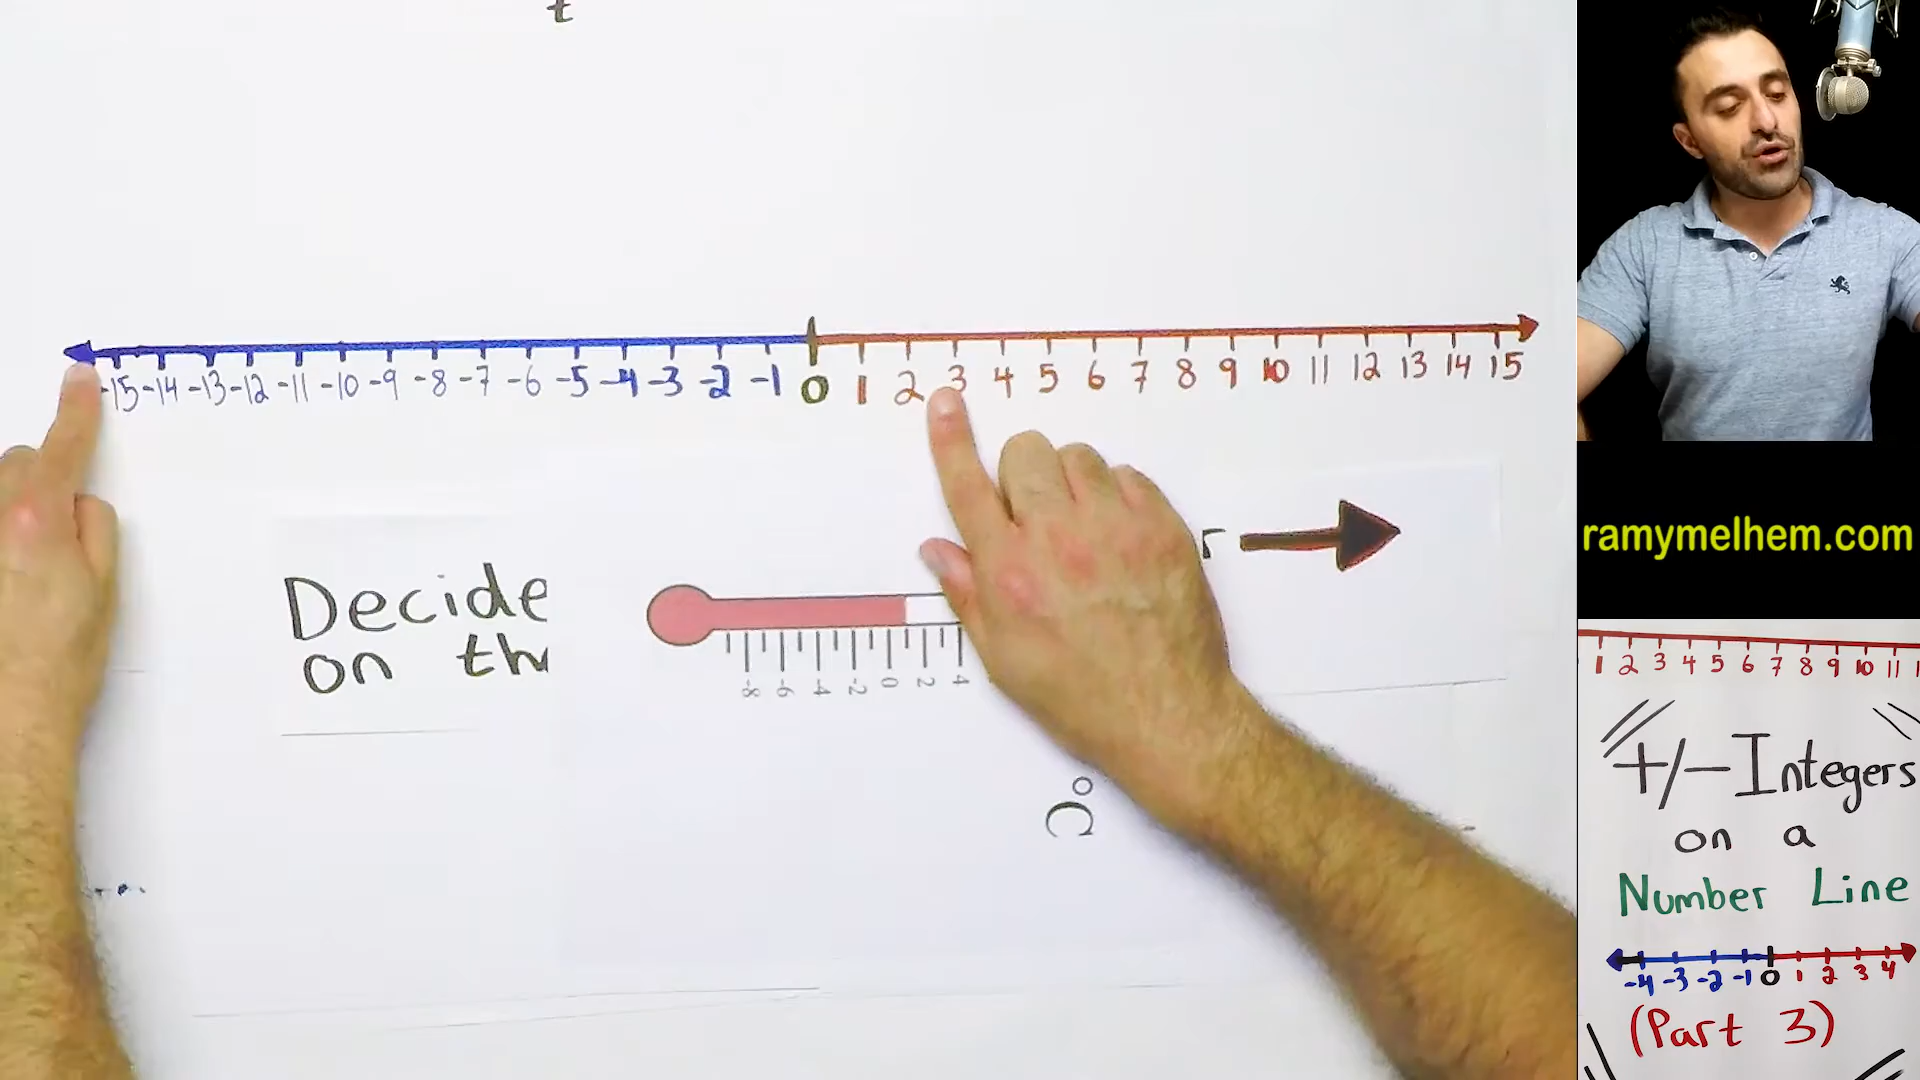 t
-15 -14 -13 -12 -11 -10 -9 -8 -7 -6 -5 -4 -3 -2 -1 0 1 2 3 4 5 6 7 8 9 10 11 12 13 14 15
Decide
on th
r
-8 -6 -4 -2 0 2 4
°C
ramymelhem.com
1 2 3 4 5 6 7 8 9 10 11 1
+/- Integers
on a
Number Line
-4 -3 -2 -1 0 1 2 3 4
(Part 3)